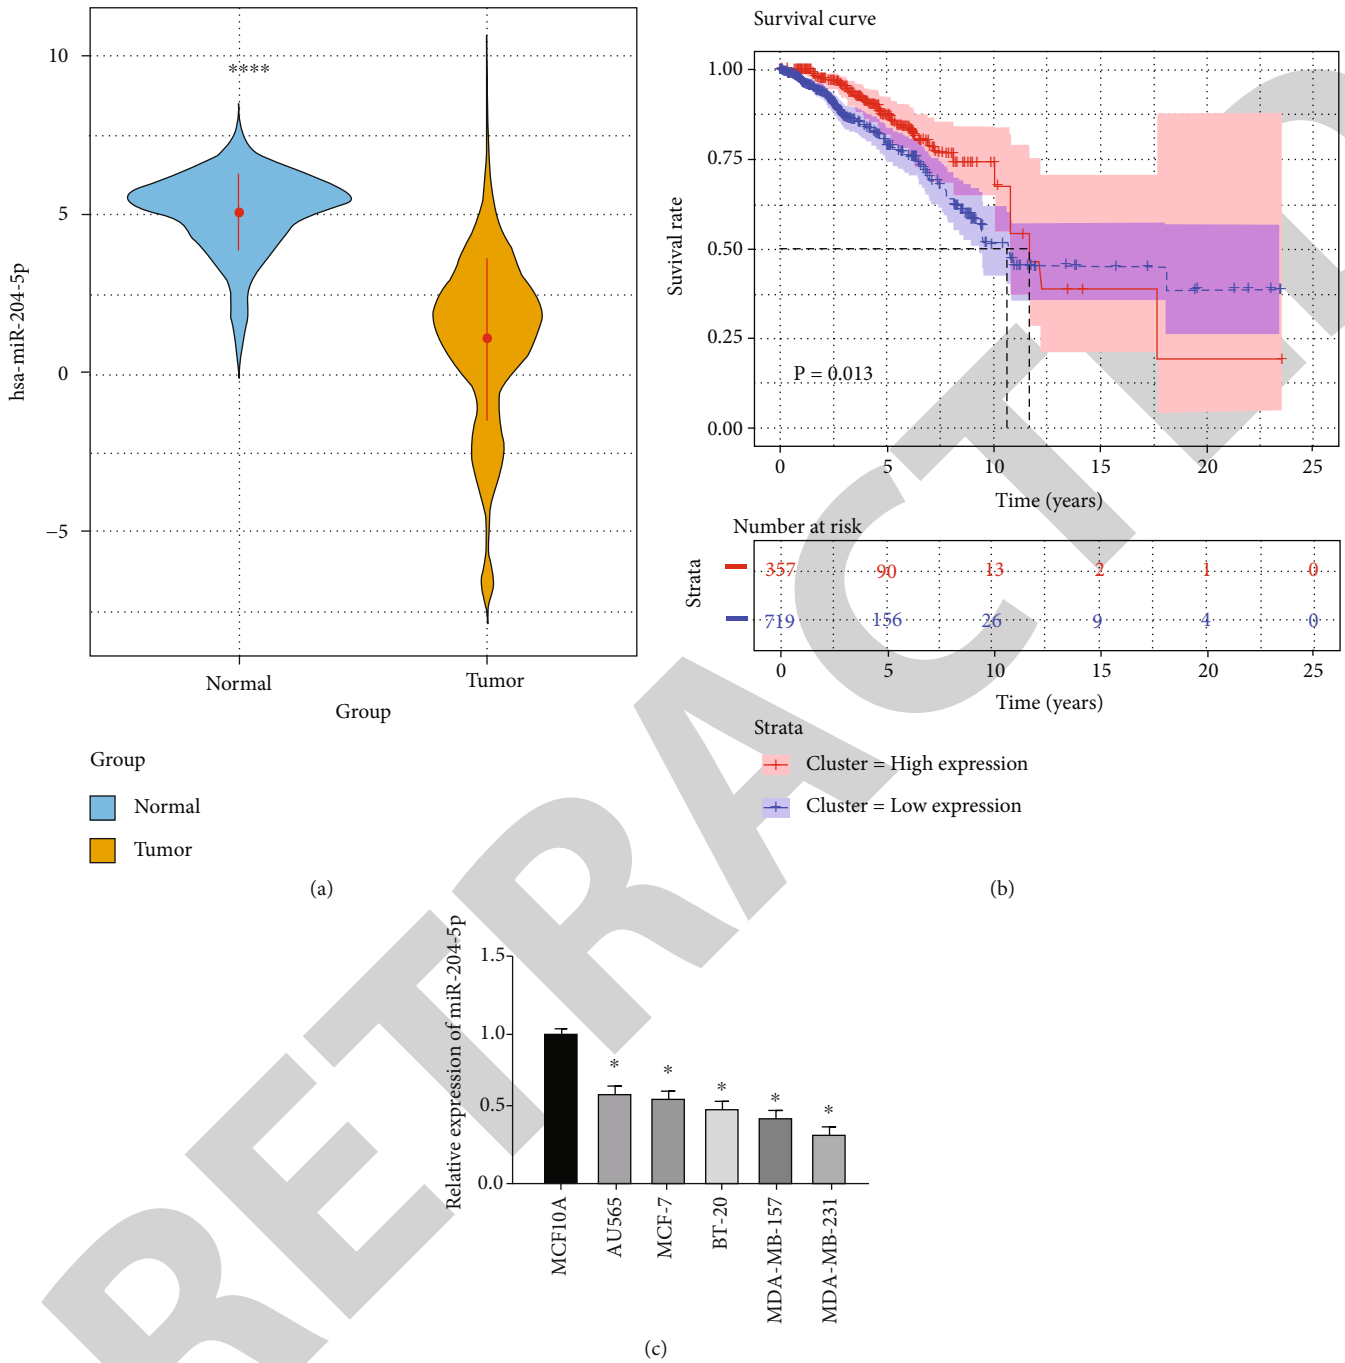 hsa-miR-204-5p
10
5
0
−5
****
Normal
Tumor
Group
Group
Normal
Tumor
(a)
Survival curve
Suvival rate
1.00
0.75
0.50
0.25
0.00
P = 0.013
0 5 10 15 20 25
Time (years)
Number at risk
Strata
357 90 13 2 1 0
719 156 26 9 4 0
0 5 10 15 20 25
Time (years)
Strata
Cluster = High expression
Cluster = Low expression
(b)
Relative expression of miR-204-5p
1.5
1.0
0.5
0.0
* * * * *
MCF10A
AU565
MCF-7
BT-20
MDA-MB-157
MDA-MB-231
(c)
RETRACTED